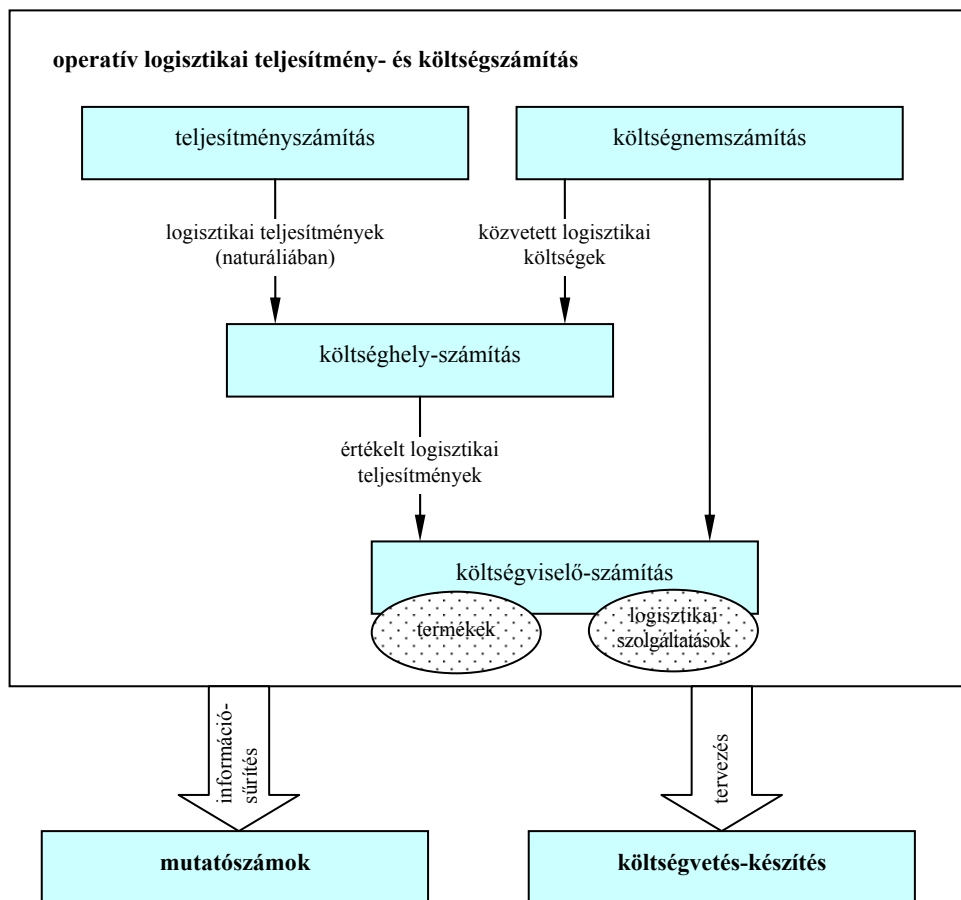 operatív logisztikai teljesítmény- és költségszámítás
teljesítményszámítás
költségnemszámítás
logisztikai teljesítmények
(naturáliában)
közvetett logisztikai
költségek
költséghely-számítás
értékelt logisztikai
teljesítmények
költségviselő-számítás
termékek
logisztikai
szolgáltatások
információ-
sűrítés
tervezés
mutatószámok
költségvetés-készítés